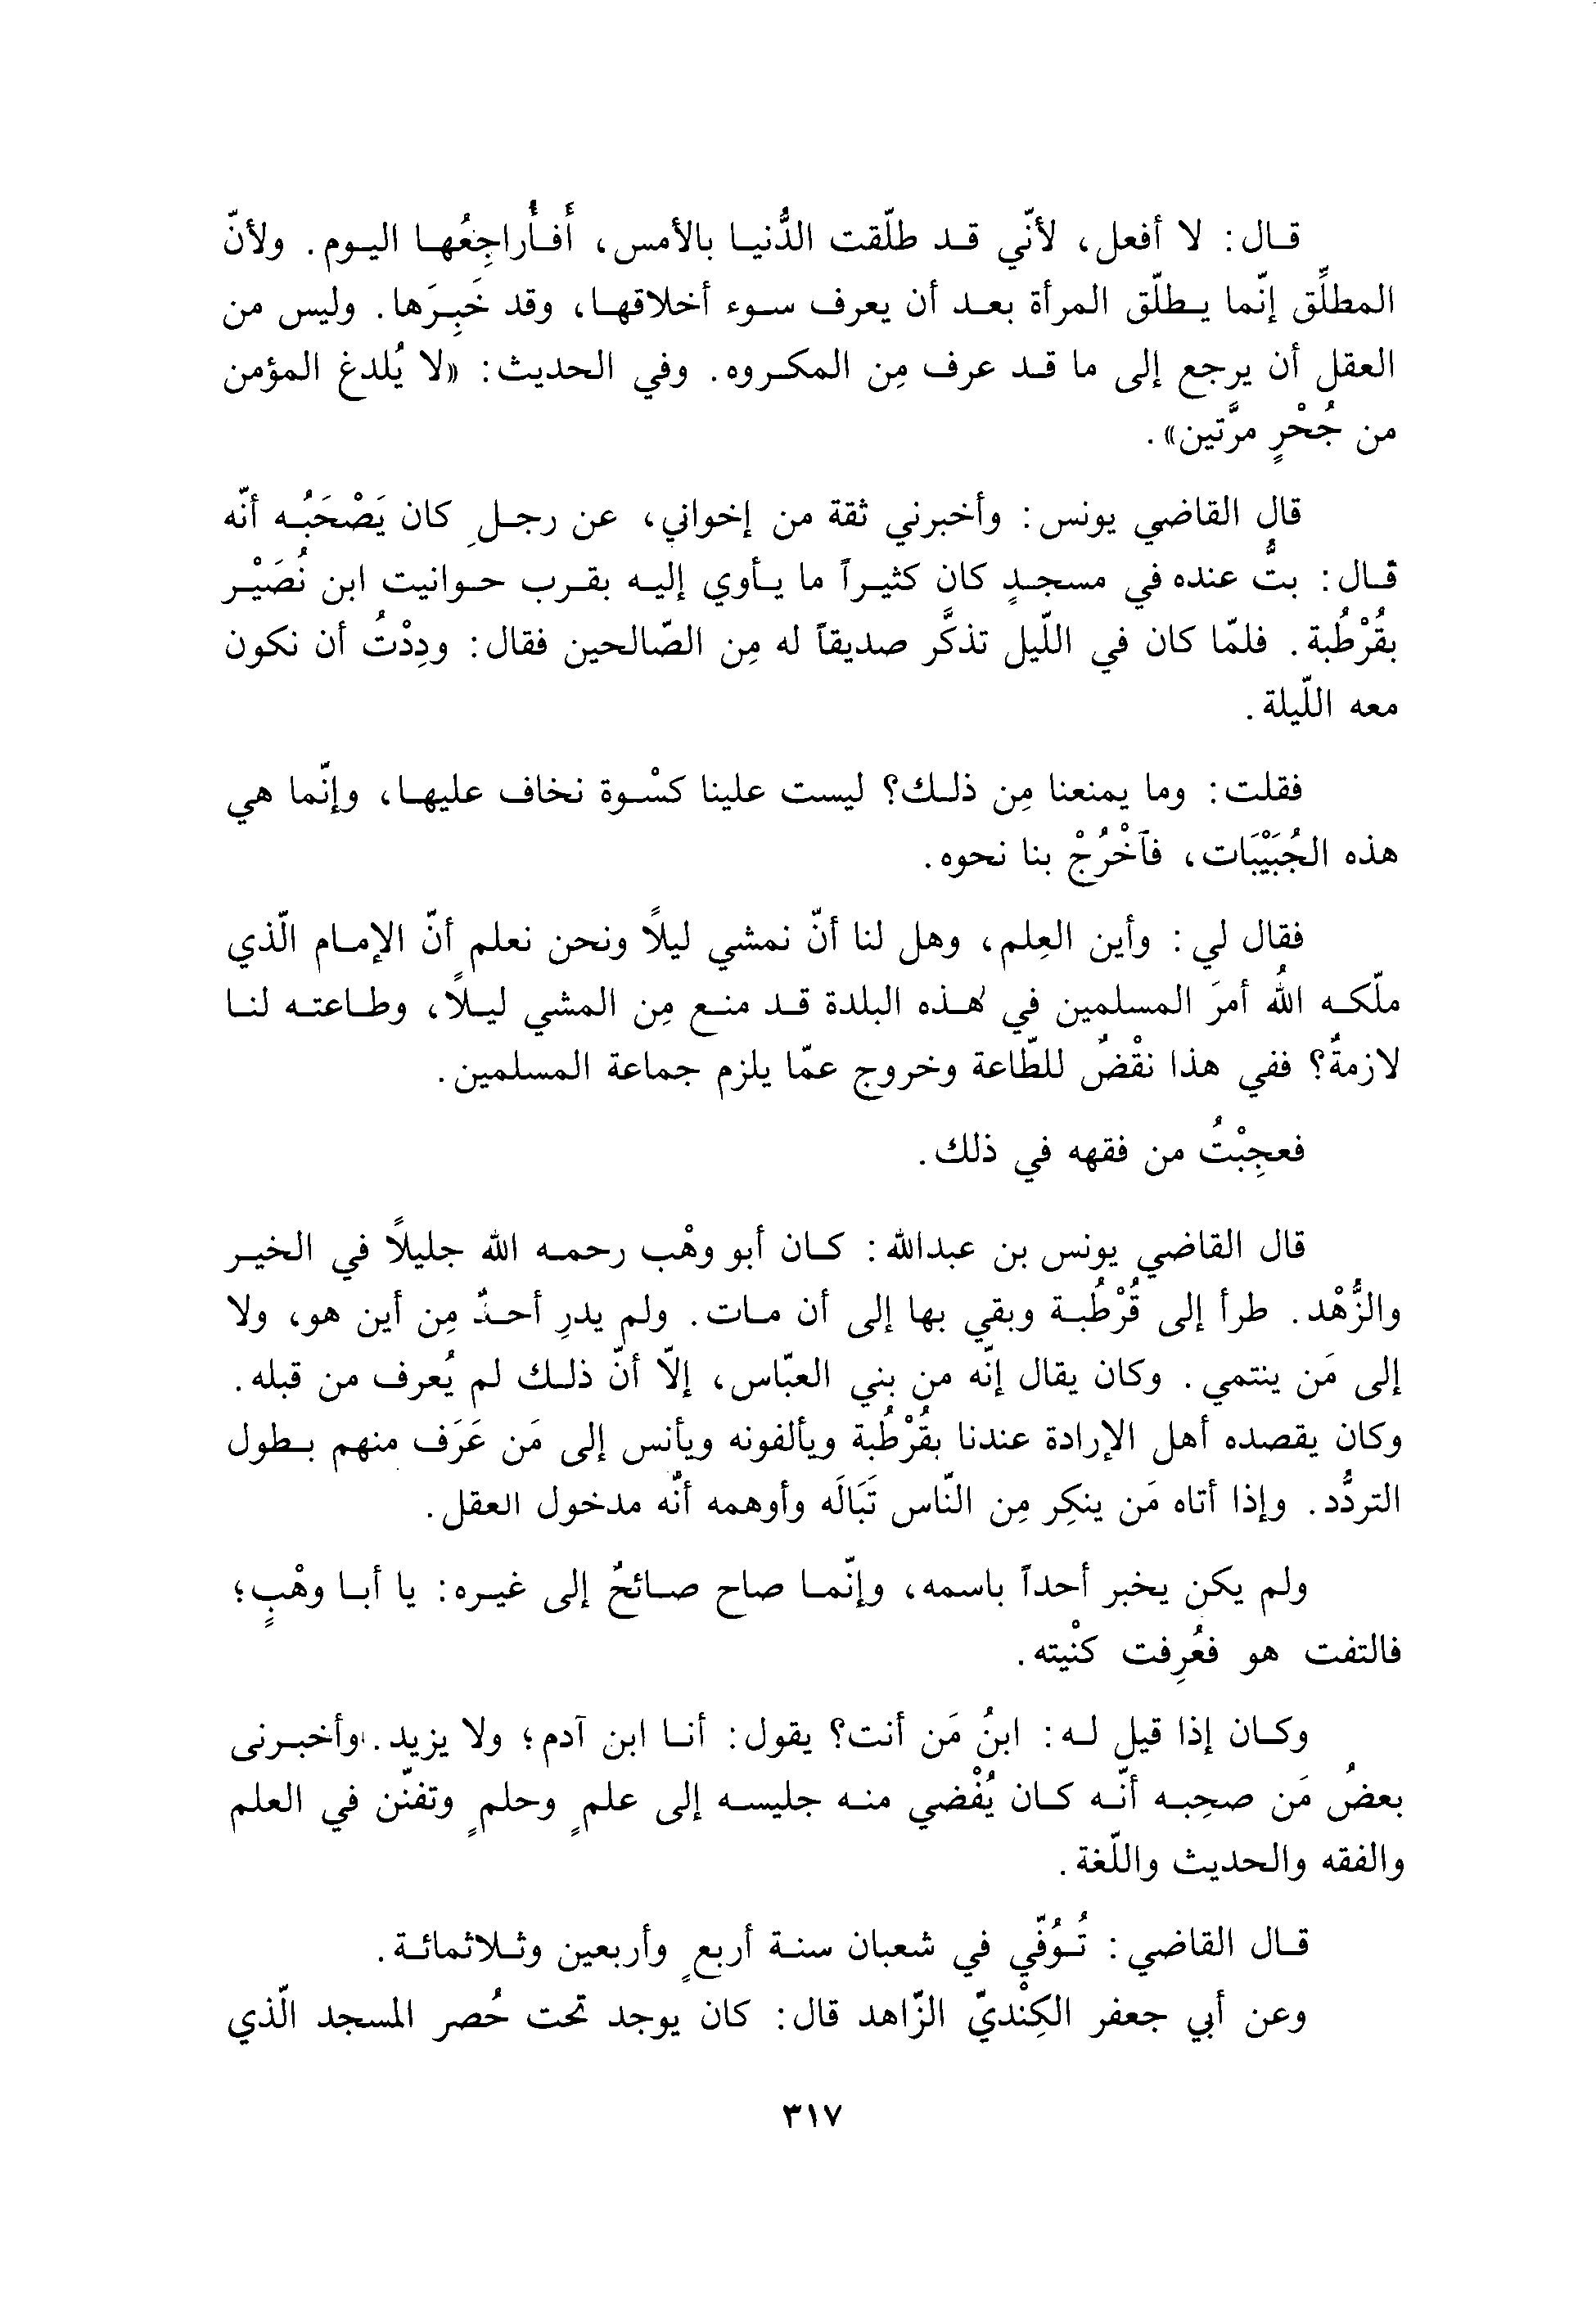 قال: لا أفعل، لأنّي قد طلّقت الدُّنيا بالأمس، أَفأُراجِعُها اليوم. ولأنّ
المطلِّق إنّما يطلّق المرأة بعد أن يعرف سوء أخلاقها، وقد خَبِرَها. وليس من
العقل أن يرجع إلى ما قد عرف مِن المكروه. وفي الحديث: «لا يُلدغ المؤمن
من جُحْرٍ مرَّتين».
قال القاضي يونس: وأخبرني ثقة من إخواني، عن رجلٍ كان يَصْحَبُه أنّه
قال: بتُّ عنده في مسجدٍ كان كثيراً ما يأوي إليه بقرب حوانيت ابن نُصَيْر
بقُرْطُبة. فلمّا كان في اللّيل تذكَّر صديقاً له مِن الصّالحين فقال: ودِدْتُ أن نكون
معه اللّيلة.
فقلت: وما يمنعنا مِن ذلك؟ ليست علينا كسْوة نخاف عليها، وإنّما هي
هذه الجُبَيْبَات، فآخْرُجْ بنا نحوه.
فقال لي: وأين العِلم، وهل لنا أنّ نمشي ليلاً ونحن نعلم أنّ الإمام الّذي
ملّكه اللهُ أمرَ المسلمين في هٰذه البلدة قد منع مِن المشي ليلاً، وطاعته لنا
لازمةٌ؟ ففي هذا نقْضٌ للطّاعة وخروج عمّا يلزم جماعة المسلمين.
فعجِبْتُ من فقهه في ذلك.
قال القاضي يونس بن عبدالله: كان أبو وهْب رحمه الله جليلاً في الخير
والزُّهْد. طرأ إلى قُرْطُبة وبقي بها إلى أن مات. ولم يدرِ أحدٌ مِن أين هو، ولا
إلى مَن ينتمي. وكان يقال إنّه من بني العبّاس، إلّا أنّ ذلك لم يُعرف من قبله.
وكان يقصده أهل الإرادة عندنا بقُرْطُبة ويألفونه ويأنس إلى مَن عَرَف منهم بطول
التردُّد. وإذا أتاه مَن ينكِر مِن النّاس تَبَالَه وأوهمه أنّه مدخول العقل.
ولم يكن يخبر أحداً باسمه، وإنّما صاح صائحٌ إلى غيره: يا أبا وهْبٍ؛
فالتفت هو فعُرِفت كنْيته.
وكان إذا قيل له: ابنُ مَن أنت؟ يقول: أنا ابن آدم؛ ولا يزيد. وأخبرنى
بعضُ مَن صحِبه أنّه كان يُفْضي منه جليسه إلى علمٍ وحلمٍ وتفنّن في العلم
والفقه والحديث واللّغة.
قال القاضي: تُوُفّي في شعبان سنة أربعٍ وأربعين وثلاثمائة.
وعن أبي جعفر الكِنْديّ الزّاهد قال: كان يوجد تحت حُصر المسجد الّذي
٣١٧